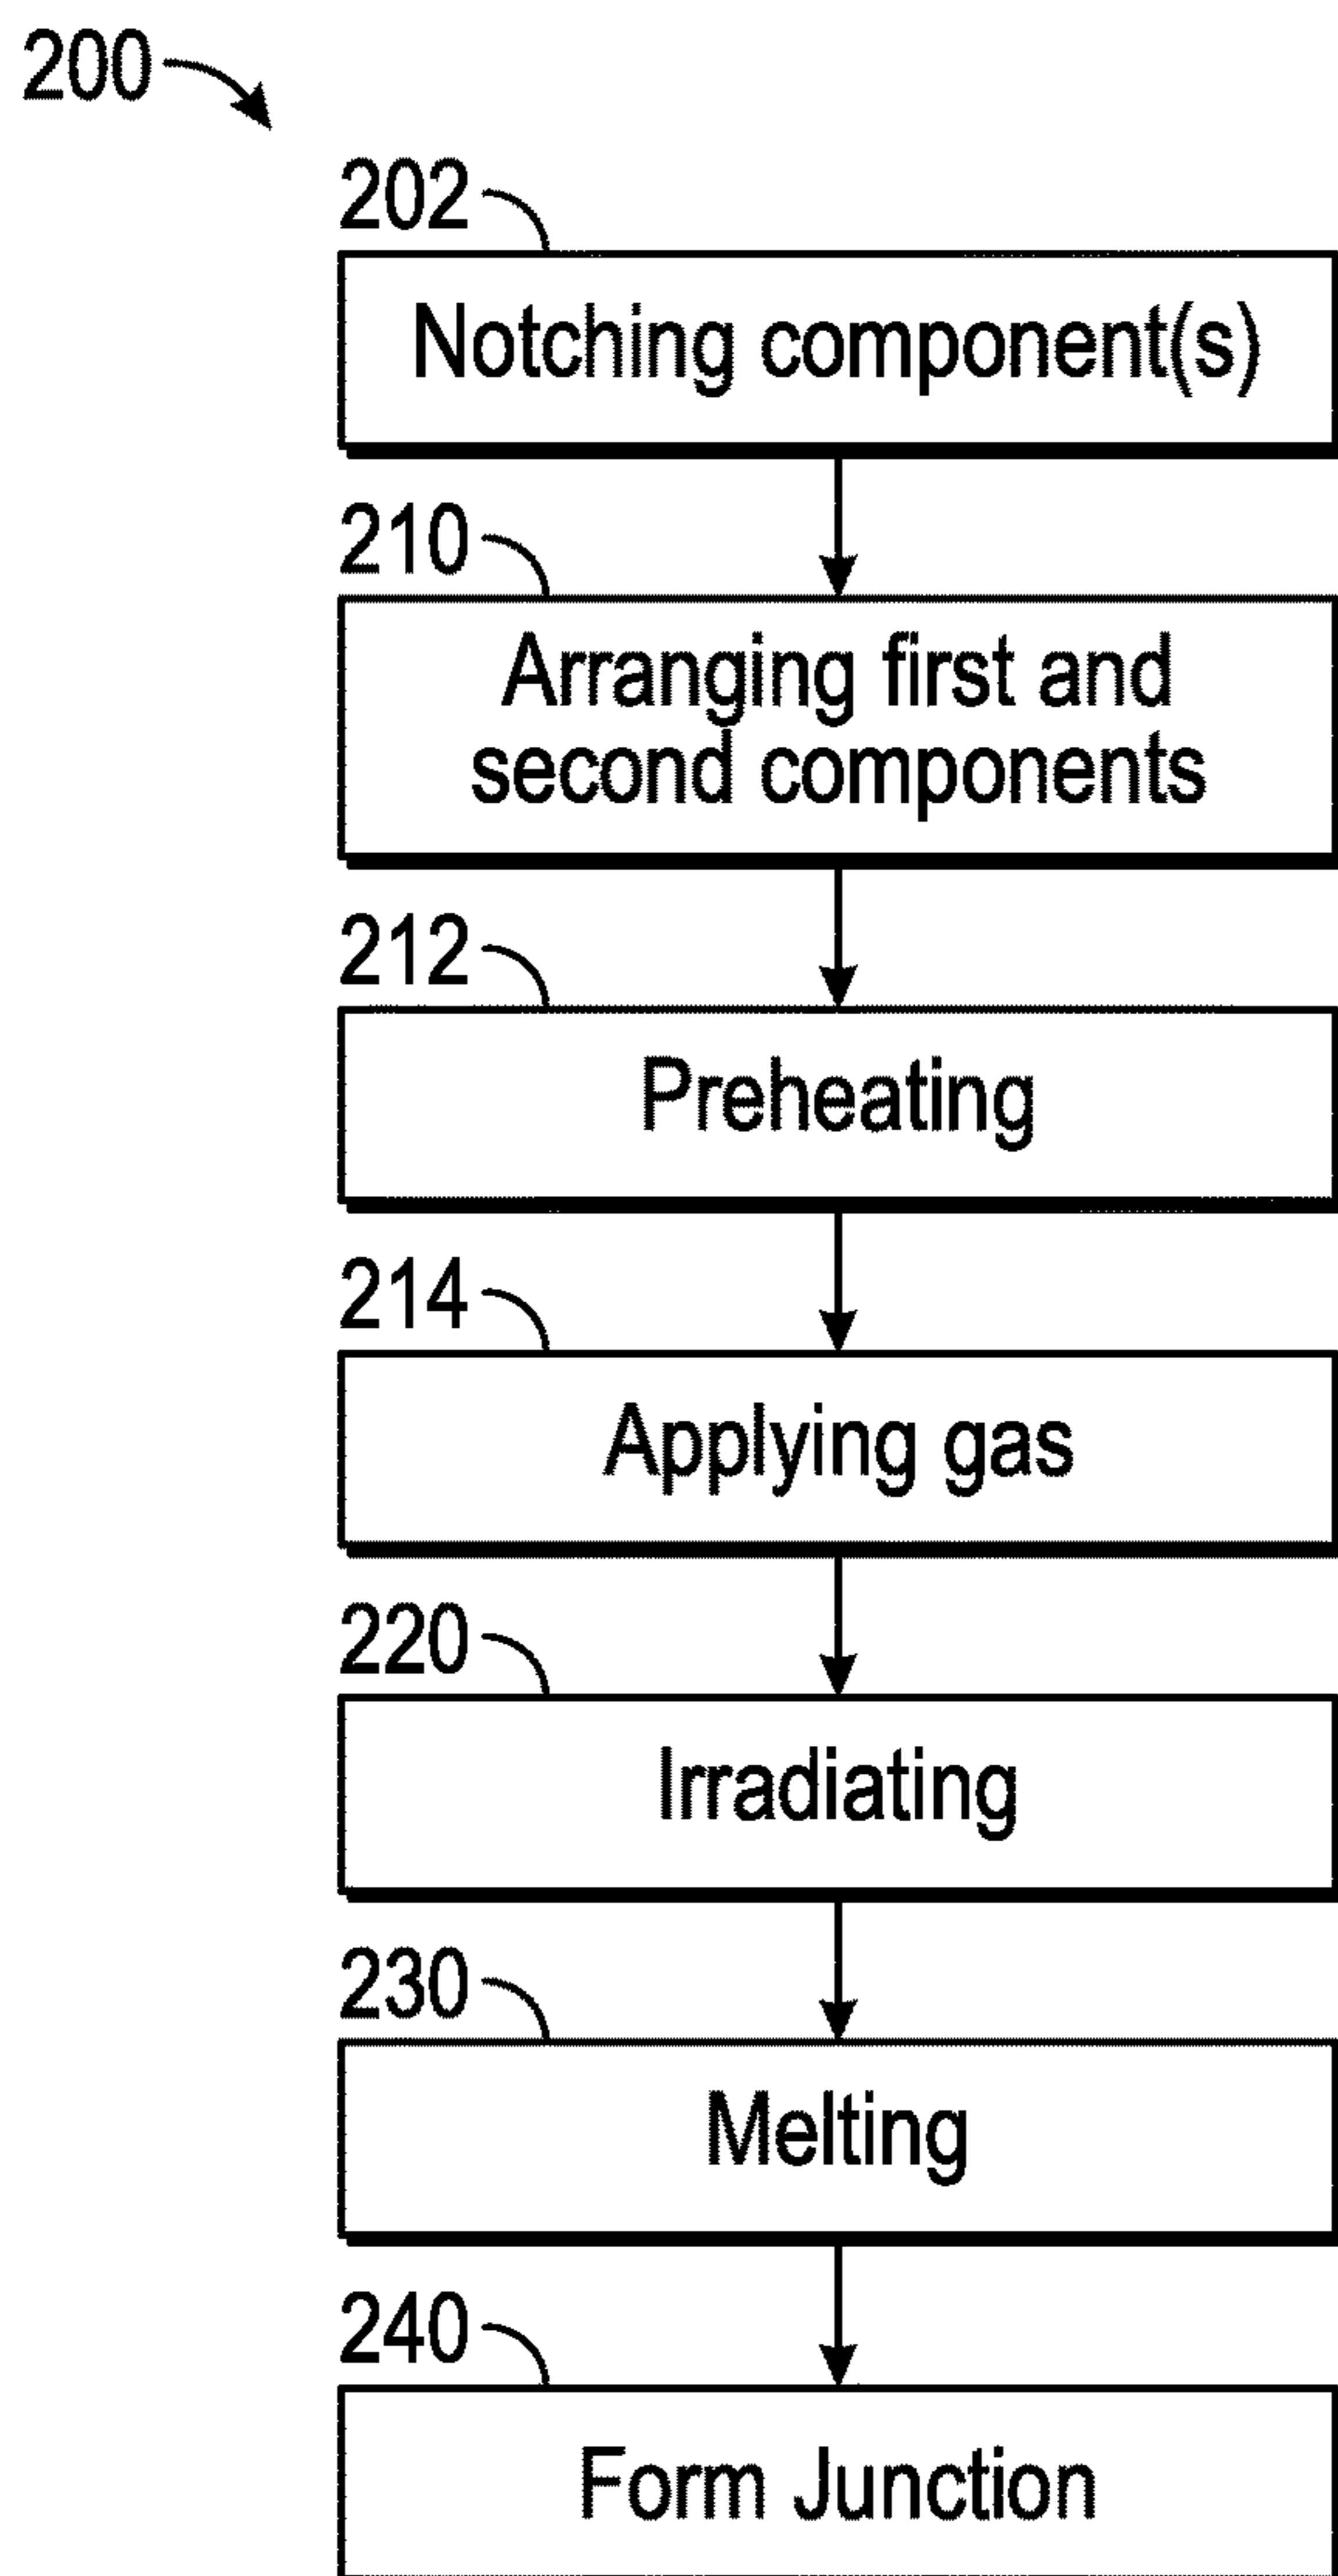 200
202
Notching component(s)
210
Arranging first and
second components
212
Preheating
214
Applying gas
220
Irradiating
230
Melting
240
Form Junction